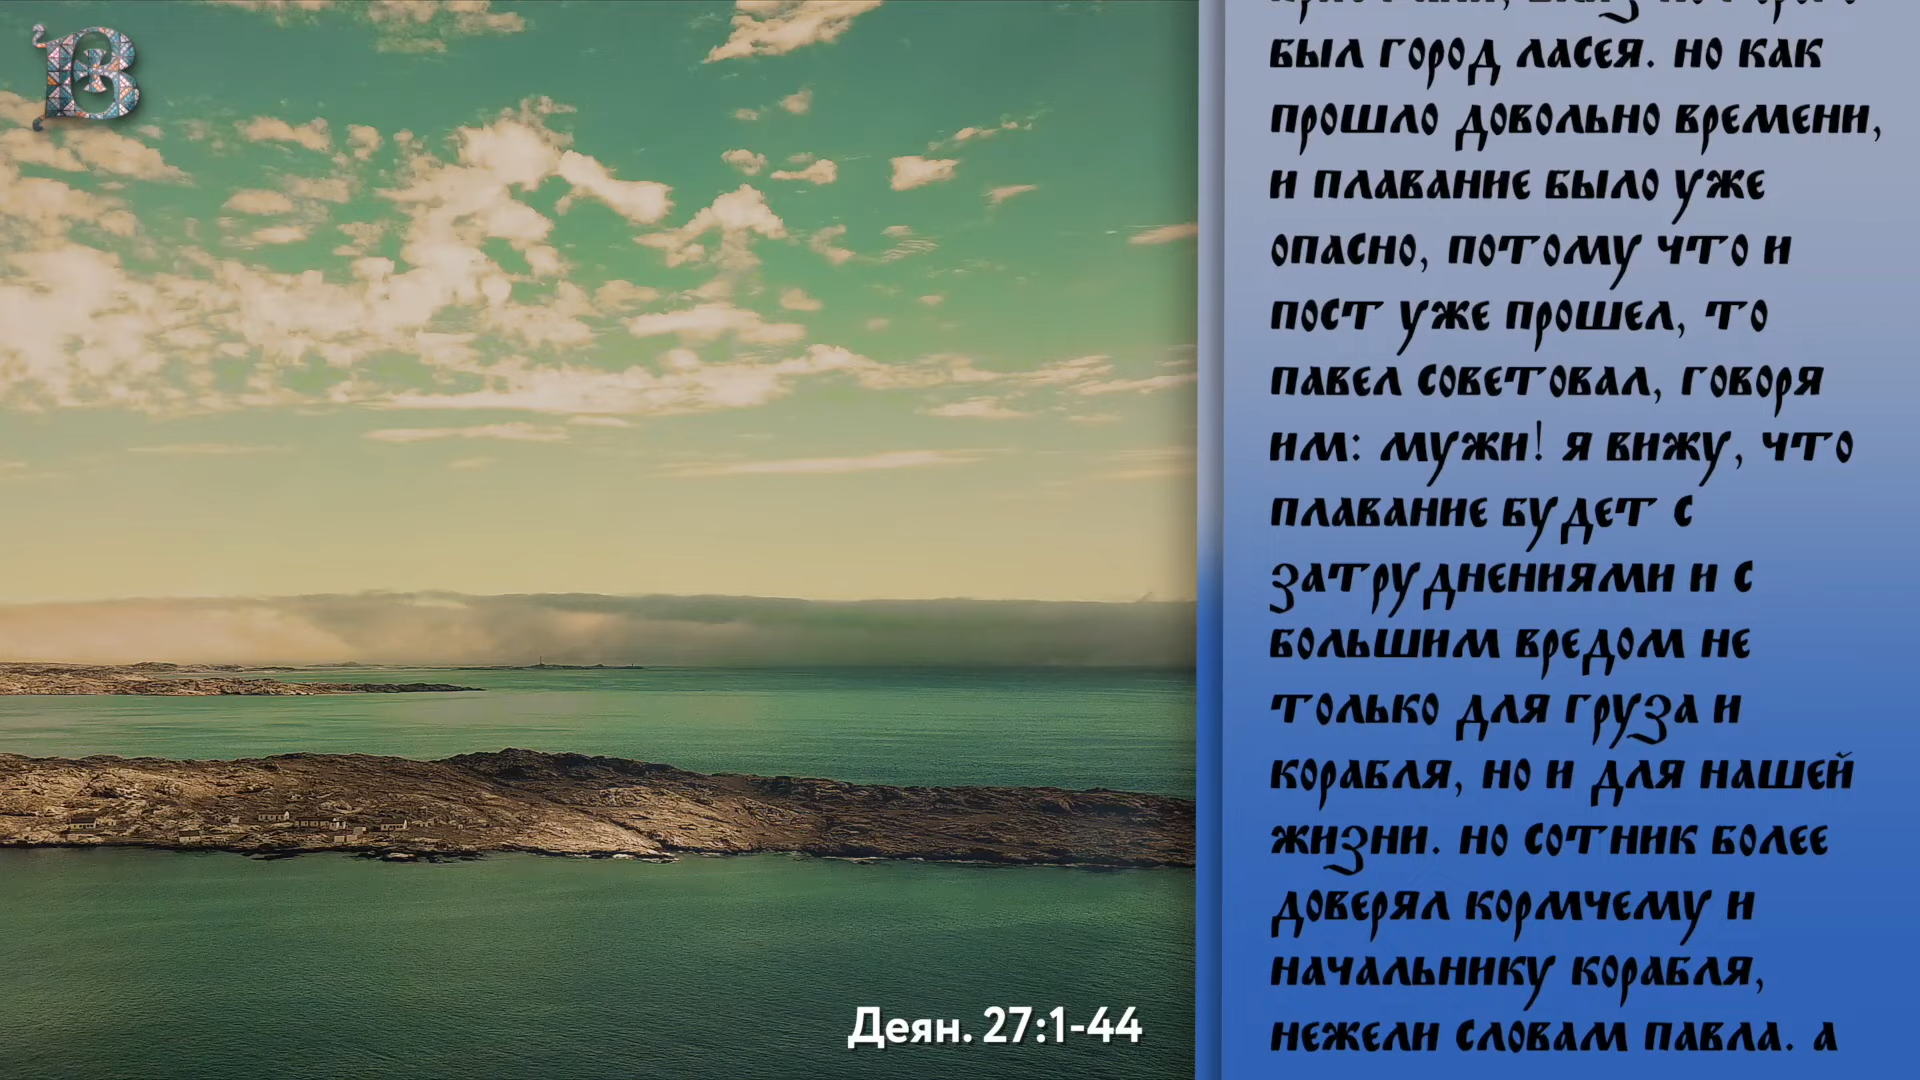 был город ласея. но как
прошло довольно времени,
и плавание было уже
опасно, потому что и
пост уже прошел, то
павел советовал, говоря
им: мужи! я вижу, что
плавание будет с
затруднениями и с
большим вредом не
только для груза и
корабля, но и для нашей
жизни. но сотник более
доверял кормчему и
начальнику корабля,
нежели словам павла. а
Деян. 27:1-44